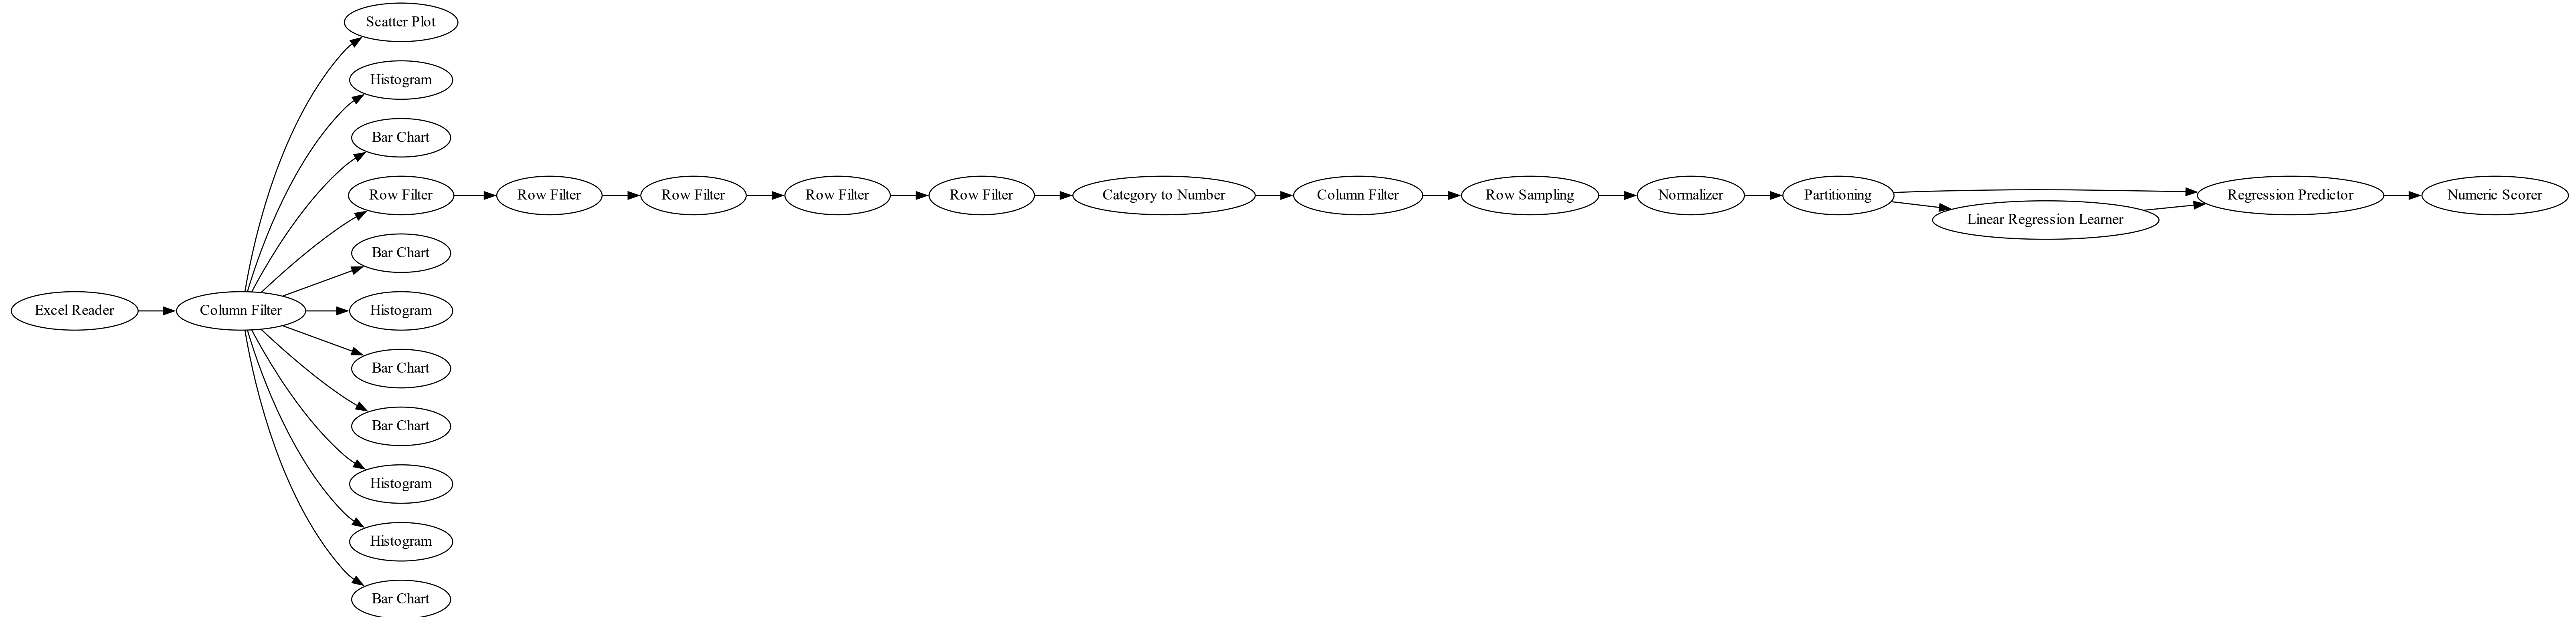 Scatter Plot
Histogram
Bar Chart
Row Filter
Row Filter
Row Filter
Row Filter
Row Filter
Category to Number
Column Filter
Row Sampling
Normalizer
Partitioning
Regression Predictor
Numeric Scorer
Linear Regression Learner
Bar Chart
Excel Reader
Column Filter
Histogram
Bar Chart
Bar Chart
Histogram
Histogram
Bar Chart